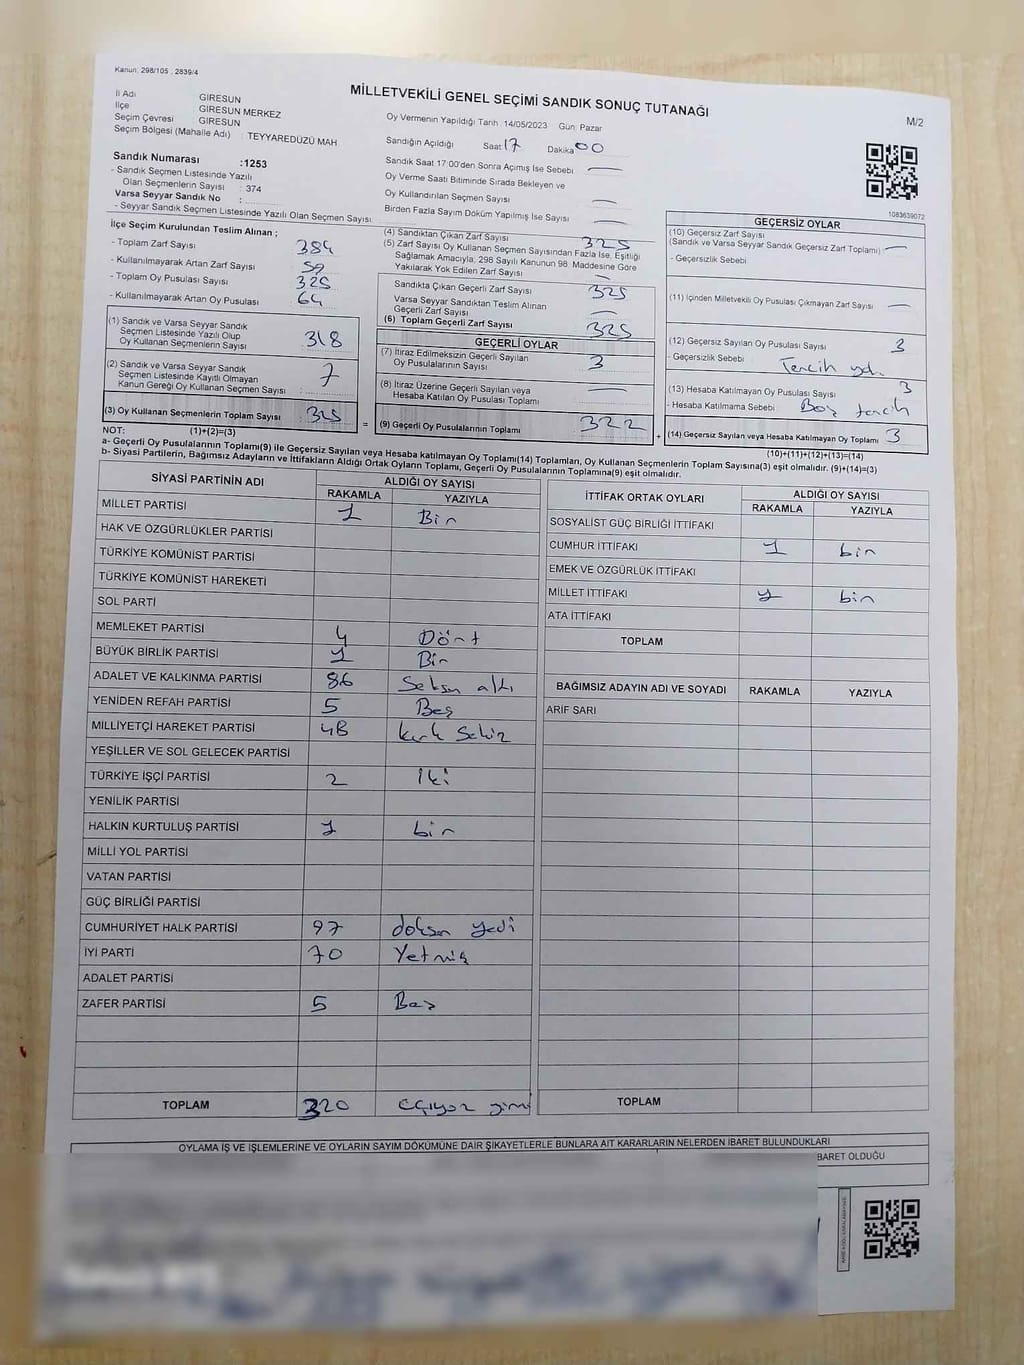 Kanun: 298/105 , 2839/4
MİLLETVEKİLİ GENEL SEÇİMİ SANDIK SONUÇ TUTANAĞI
M/2
İl Adı GİRESUN
İlçe GİRESUN MERKEZ
Seçim Çevresi GİRESUN
Seçim Bölgesi (Mahalle Adı) : TEYYAREDÜZÜ MAH
Sandık Numarası :1253
- Sandık Seçmen Listesinde Yazılı
Olan Seçmenlerin Sayısı : 374
Varsa Seyyar Sandık No :
- Seyyar Sandık Seçmen Listesinde Yazılı Olan Seçmen Sayısı:
Oy Vermenin Yapıldığı Tarih :14/05/2023 Gün: Pazar
Sandığın Açıldığı Saat 17 Dakika 00
Sandık Saat 17:00'den Sonra Açımış İse Sebebi —
Oy Verme Saati Bitiminde Sırada Bekleyen ve
Oy Kullandırılan Seçmen Sayısı —
Birden Fazla Sayım Döküm Yapılmış İse Sayısı —
1083639072
İlçe Seçim Kurulundan Teslim Alınan ;
- Toplam Zarf Sayısı 384
- Kullanılmayarak Artan Zarf Sayısı 59
- Toplam Oy Pusulası Sayısı 325
- Kullanılmayarak Artan Oy Pusulası 64
(1) Sandık ve Varsa Seyyar Sandık
Seçmen Listesinde Yazılı Olup
Oy Kullanan Seçmenlerin Sayısı 318
(2) Sandık ve Varsa Seyyar Sandık
Seçmen Listesinde Kayıtlı Olmayan
Kanun Gereği Oy Kullanan Seçmen Sayısı : 7
(3) Oy Kullanan Seçmenlerin Toplam Sayısı 325
(4) Sandıktan Çıkan Zarf Sayısı 325
(5) Zarf Sayısı Oy Kullanan Seçmen Sayısından Fazla İse, Eşitliği
Sağlamak Amacıyla, 298 Sayılı Kanunun 98. Maddesine Göre
Yakılarak Yok Edilen Zarf Sayısı —
Sandıkta Çıkan Geçerli Zarf Sayısı 325
Varsa Seyyar Sandıktan Teslim Alınan
Geçerli Zarf Sayısı —
(6) Toplam Geçerli Zarf Sayısı 325
GEÇERLİ OYLAR
(7) İtiraz Edilmeksizin Geçerli Sayılan
Oy Pusulalarının Sayısı 3
(8) İtiraz Üzerine Geçerli Sayılan veya
Hesaba Katılan Oy Pusulası Toplamı —
= (9) Geçerli Oy Pusulalarının Toplamı 322
GEÇERSİZ OYLAR
(10) Geçersiz Zarf Sayısı
(Sandık ve Varsa Seyyar Sandık Geçersiz Zarf Toplamı) —
- Geçersizlik Sebebi
(11) İçinden Milletvekili Oy Pusulası Çıkmayan Zarf Sayısı —
(12) Geçersiz Sayılan Oy Pusulası Sayısı 3
- Geçersizlik Sebebi : Tercih
(13) Hesaba Katılmayan Oy Pusulası Sayısı 3
- Hesaba Katılmama Sebebi Boş tercih
+ (14) Geçersiz Sayılan veya Hesaba Katılmayan Oy Toplamı 3
NOT: (1)+(2)=(3)
(10)+(11)+(12)+(13)=(14)
a- Geçerli Oy Pusulalarının Toplamı(9) ile Geçersiz Sayılan veya Hesaba katılmayan Oy Toplamı(14) Toplamları, Oy Kullanan Seçmenlerin Toplam Sayısına(3) eşit olmalıdır. (9)+(14)=(3)
b- Siyasi Partilerin, Bağımsız Adayların ve İttifakların Aldığı Ortak Oyların Toplamı, Geçerli Oy Pusulalarının Toplamına(9) eşit olmalıdır.
SİYASİ PARTİNİN ADI ALDIĞI OY SAYISI
RAKAMLA YAZIYLA
MİLLET PARTİSİ 1 Bir
HAK VE ÖZGÜRLÜKLER PARTİSİ
TÜRKİYE KOMÜNİST PARTİSİ
TÜRKİYE KOMÜNİST HAREKETİ
SOL PARTİ
MEMLEKET PARTİSİ 4 Dört
BÜYÜK BİRLİK PARTİSİ 1 Bir
ADALET VE KALKINMA PARTİSİ 86 Seksen altı
YENİDEN REFAH PARTİSİ 5 Beş
MİLLİYETÇİ HAREKET PARTİSİ 48 kırk sekiz
YEŞİLLER VE SOL GELECEK PARTİSİ
TÜRKİYE İŞÇİ PARTİSİ 2 İki
YENİLİK PARTİSİ
HALKIN KURTULUŞ PARTİSİ 1 bir
MİLLİ YOL PARTİSİ
VATAN PARTİSİ
GÜÇ BİRLİĞİ PARTİSİ
CUMHURİYET HALK PARTİSİ 97 doksan yedi
İYİ PARTİ 70 Yetmiş
ADALET PARTİSİ
ZAFER PARTİSİ 5 Beş
TOPLAM 320
İTTİFAK ORTAK OYLARI ALDIĞI OY SAYISI
RAKAMLA YAZIYLA
SOSYALİST GÜÇ BİRLİĞİ İTTİFAKI
CUMHUR İTTİFAKI 1 bir
EMEK VE ÖZGÜRLÜK İTTİFAKI
MİLLET İTTİFAKI 1 bir
ATA İTTİFAKI
TOPLAM
BAĞIMSIZ ADAYIN ADI VE SOYADI RAKAMLA YAZIYLA
ARİF SARI
TOPLAM
OYLAMA İŞ VE İŞLEMLERİNE VE OYLARIN SAYIM DÖKÜMÜNE DAİR ŞİKAYETLERLE BUNLARA AİT KARARLARIN NELERDEN İBARET BULUNDUKLARI
BARET OLDUĞU